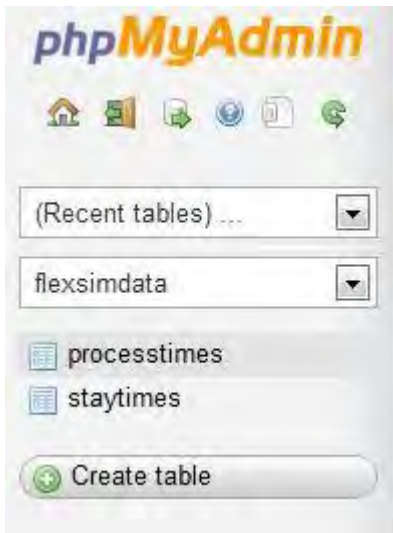 phpMyAdmin
(Recent tables) ...
flexsimdata
processtimes
staytimes
Create table